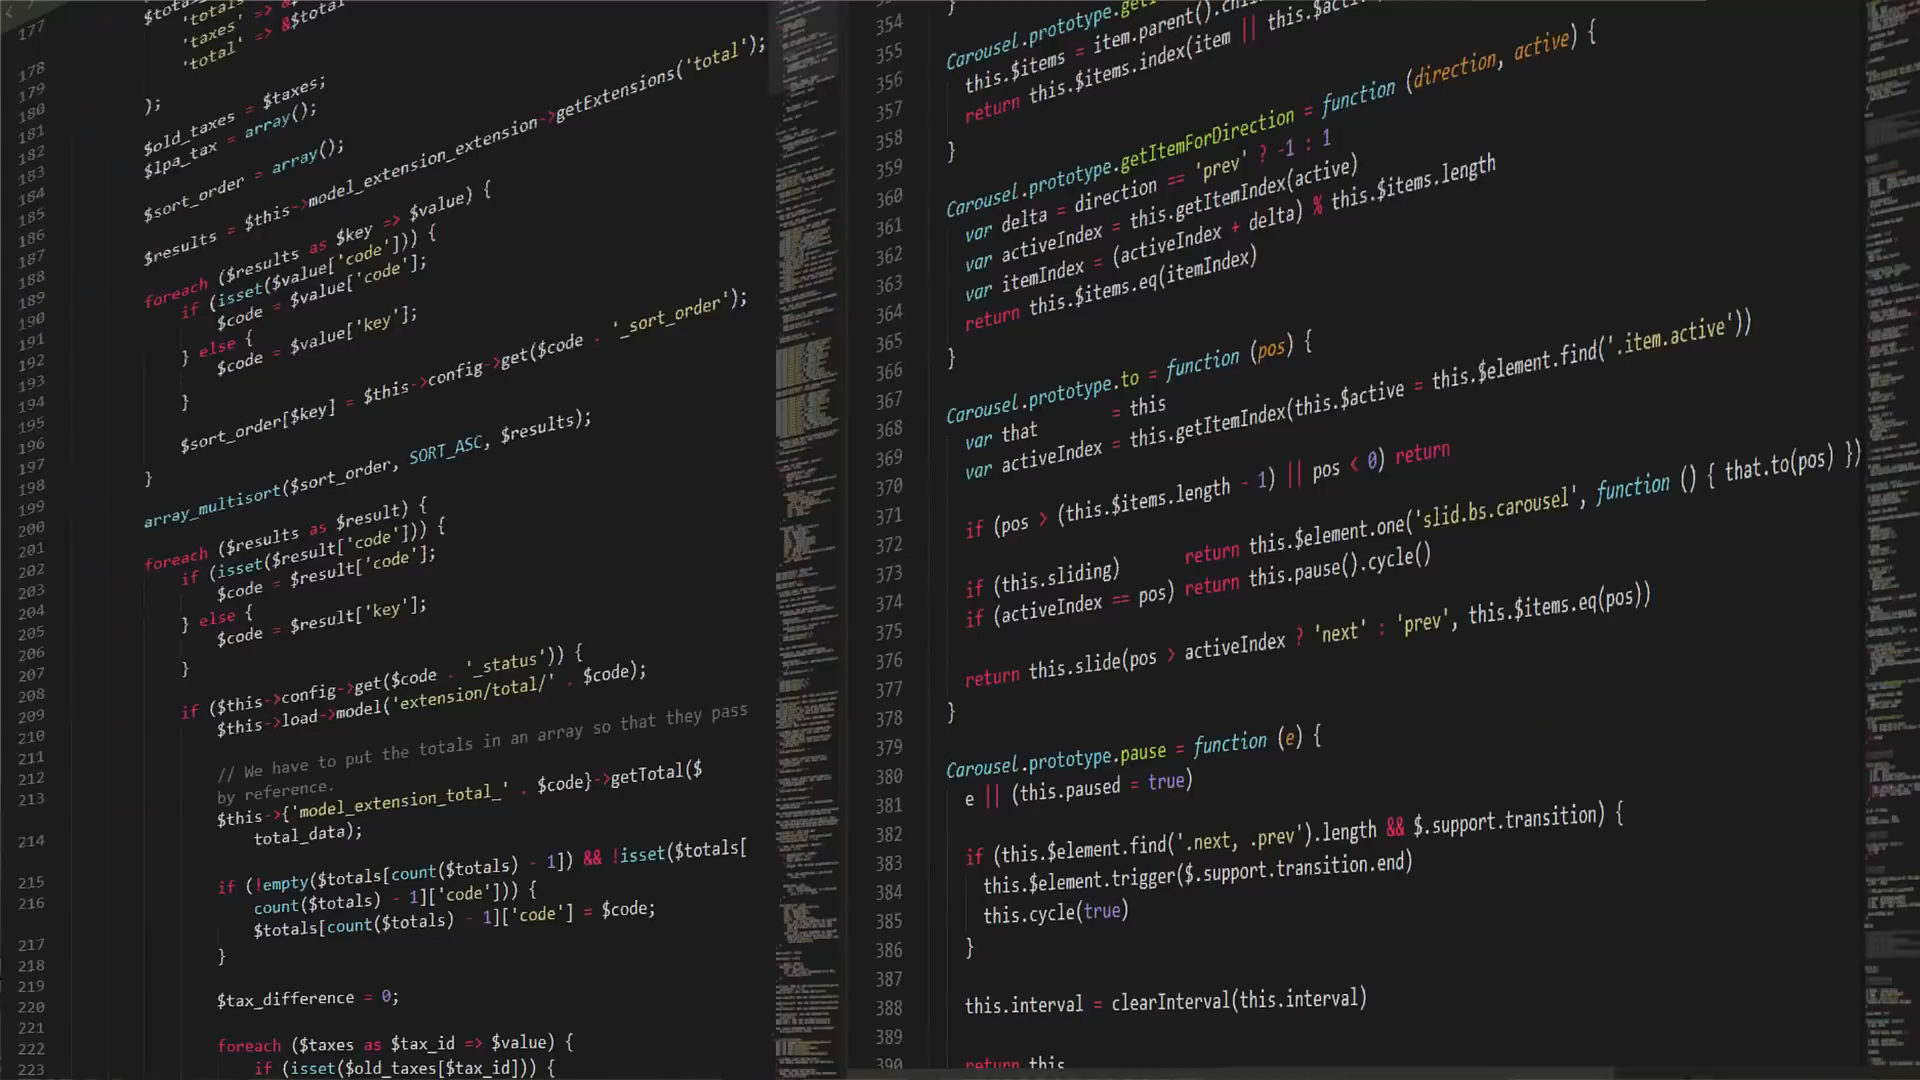 177
178
179
180
181
182
183
184
185
186
187
188
189
190
191
192
193
194
195
196
197
198
199
200
201
202
203
204
205
206
207
208
209
210
211
212
213
214
215
216
217
218
219
220
221
222
223
'taxes' =>
'total' => &$total
);
$old_taxes = $taxes;
$lpa_tax = array();
$sort_order = array();
$results = $this->model_extension_extension->getExtensions('total');
foreach ($results as $key => $value) {
if (isset($value['code'])) {
$code = $value['code'];
} else {
$code = $value['key'];
}
$sort_order[$key] = $this->config->get($code . '_sort_order');
}
array_multisort($sort_order, SORT_ASC, $results);
foreach ($results as $result) {
if (isset($result['code'])) {
$code = $result['code'];
} else {
$code = $result['key'];
}
if ($this->config->get($code . '_status')) {
$this->load->model('extension/total/' . $code);
// We have to put the totals in an array so that they pass
by reference.
$this->{'model_extension_total_' . $code}->getTotal($
total_data);
if (!empty($totals[count($totals) - 1]) && !isset($totals[
count($totals) - 1]['code'])) {
$totals[count($totals) - 1]['code'] = $code;
}
$tax_difference = 0;
foreach ($taxes as $tax_id => $value) {
if (isset($old_taxes[$tax_id])) {
354
355
356
357
358
359
360
361
362
363
364
365
366
367
368
369
370
371
372
373
374
375
376
377
378
379
380
381
382
383
384
385
386
387
388
389
390
}
Carousel.prototype.
this.$items = item.parent().
return this.$items.index(item || this.
}
Carousel.prototype.getItemForDirection = function (direction, active) {
var delta = direction == 'prev' ? -1 : 1
var activeIndex = this.getItemIndex(active)
var itemIndex = (activeIndex + delta) % this.$items.length
return this.$items.eq(itemIndex)
}
Carousel.prototype.to = function (pos) {
var that = this
var activeIndex = this.getItemIndex(this.$active = this.$element.find('.item.active'))
if (pos > (this.$items.length - 1) || pos < 0) return
if (this.sliding) return this.$element.one('slid.bs.carousel', function () { that.to(pos) })
if (activeIndex == pos) return this.pause().cycle()
return this.slide(pos > activeIndex ? 'next' : 'prev', this.$items.eq(pos))
}
Carousel.prototype.pause = function (e) {
e || (this.paused = true)
if (this.$element.find('.next, .prev').length && $.support.transition) {
this.$element.trigger($.support.transition.end)
this.cycle(true)
}
this.interval = clearInterval(this.interval)
return this